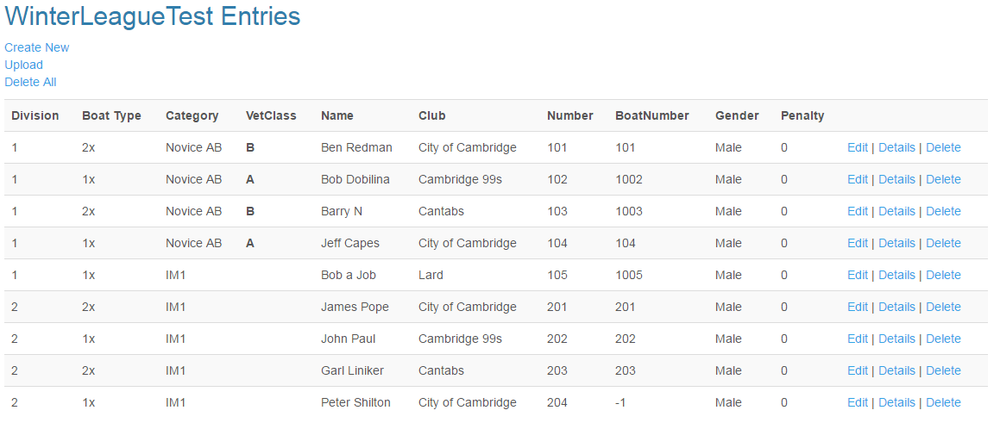 WinterLeagueTest Entries
Create New
Upload
Delete All
Division Boat Type Category VetClass Name Club Number BoatNumber Gender Penalty
1 2x Novice AB B Ben Redman City of Cambridge 101 101 Male 0 Edit | Details | Delete
1 1x Novice AB A Bob Dobilina Cambridge 99s 102 1002 Male 0 Edit | Details | Delete
1 2x Novice AB B Barry N Cantabs 103 1003 Male 0 Edit | Details | Delete
1 1x Novice AB A Jeff Capes City of Cambridge 104 104 Male 0 Edit | Details | Delete
1 1x IM1 Bob a Job Lard 105 1005 Male 0 Edit | Details | Delete
2 2x IM1 James Pope City of Cambridge 201 201 Male 0 Edit | Details | Delete
2 1x IM1 John Paul Cambridge 99s 202 202 Male 0 Edit | Details | Delete
2 2x IM1 Garl Liniker Cantabs 203 203 Male 0 Edit | Details | Delete
2 1x IM1 Peter Shilton City of Cambridge 204 -1 Male 0 Edit | Details | Delete